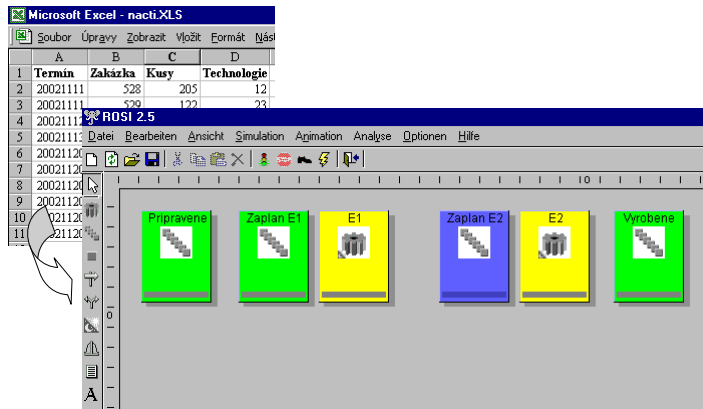 Microsoft Excel - nacti.XLS
Soubor Úpravy Zobrazit Vložit Formát
A B C D
1 Termín Zakázka Kusy Technologie
2 20021111 528 205 12
3 20021111 529 122 23
4
5
6
7
8
9
10
11
ROSI 2.5
Datei Bearbeiten Ansicht Simulation Animation Analyse Optionen Hilfe
10
Pripravene Zaplan E1 E1 Zaplan E2 E2 Vyrobene
0
A